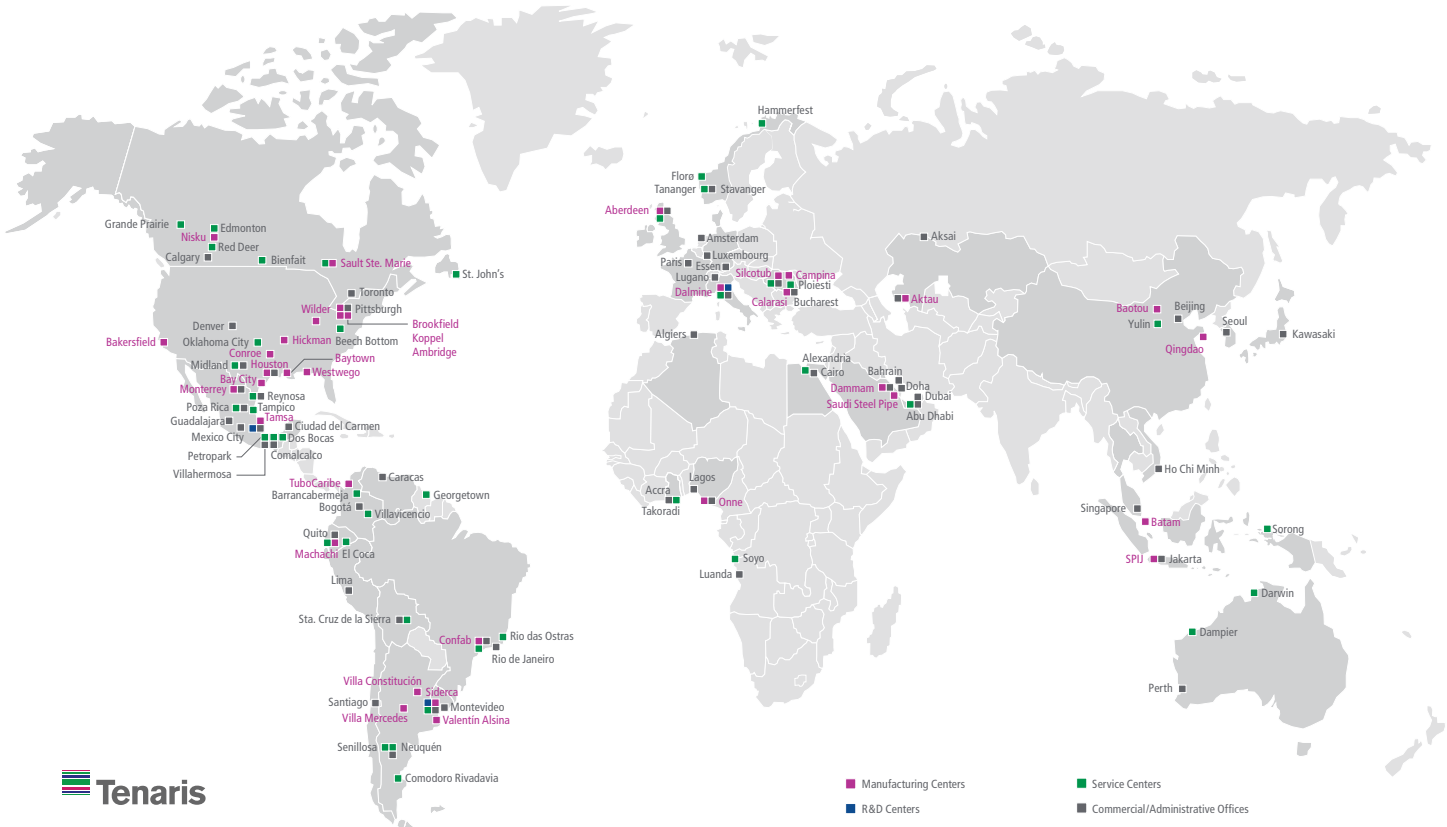 Hammerfest
Florø
Tananger
Stavanger
Aberdeen
Grande Prairie
Edmonton
Nisku
Red Deer
Calgary
Bienfait
Sault Ste. Marie
St. John's
Amsterdam
Aksai
Luxembourg
Paris
Essen
Lugano
Silcotub
Campina
Ploiesti
Dalmine
Calarasi
Bucharest
Aktau
Toronto
Wilder
Pittsburgh
Brookfield
Koppel
Ambridge
Denver
Bakersfield
Oklahoma City
Hickman
Beech Bottom
Conroe
Baytown
Midland
Houston
Westwego
Bay City
Monterrey
Reynosa
Poza Rica
Tampico
Guadalajara
Tamsa
Ciudad del Carmen
Mexico City
Dos Bocas
Petropark
Comalcalco
Villahermosa
Baotou
Beijing
Yulin
Seoul
Kawasaki
Qingdao
Algiers
Alexandria
Cairo
Bahrain
Dammam
Doha
Dubai
Saudi Steel Pipe
Abu Dhabi
Caracas
TuboCaribe
Barrancabermeja
Georgetown
Bogotá
Villavicencio
Quito
Machachi
El Coca
Lima
Accra
Lagos
Takoradi
Onne
Soyo
Luanda
Ho Chi Minh
Singapore
Batam
Sorong
SPIJ
Jakarta
Darwin
Dampier
Perth
Sta. Cruz de la Sierra
Confab
Rio das Ostras
Rio de Janeiro
Villa Constitución
Siderca
Santiago
Montevideo
Villa Mercedes
Valentín Alsina
Senillosa
Neuquén
Comodoro Rivadavia
Tenaris
Manufacturing Centers
Service Centers
R&D Centers
Commercial/Administrative Offices